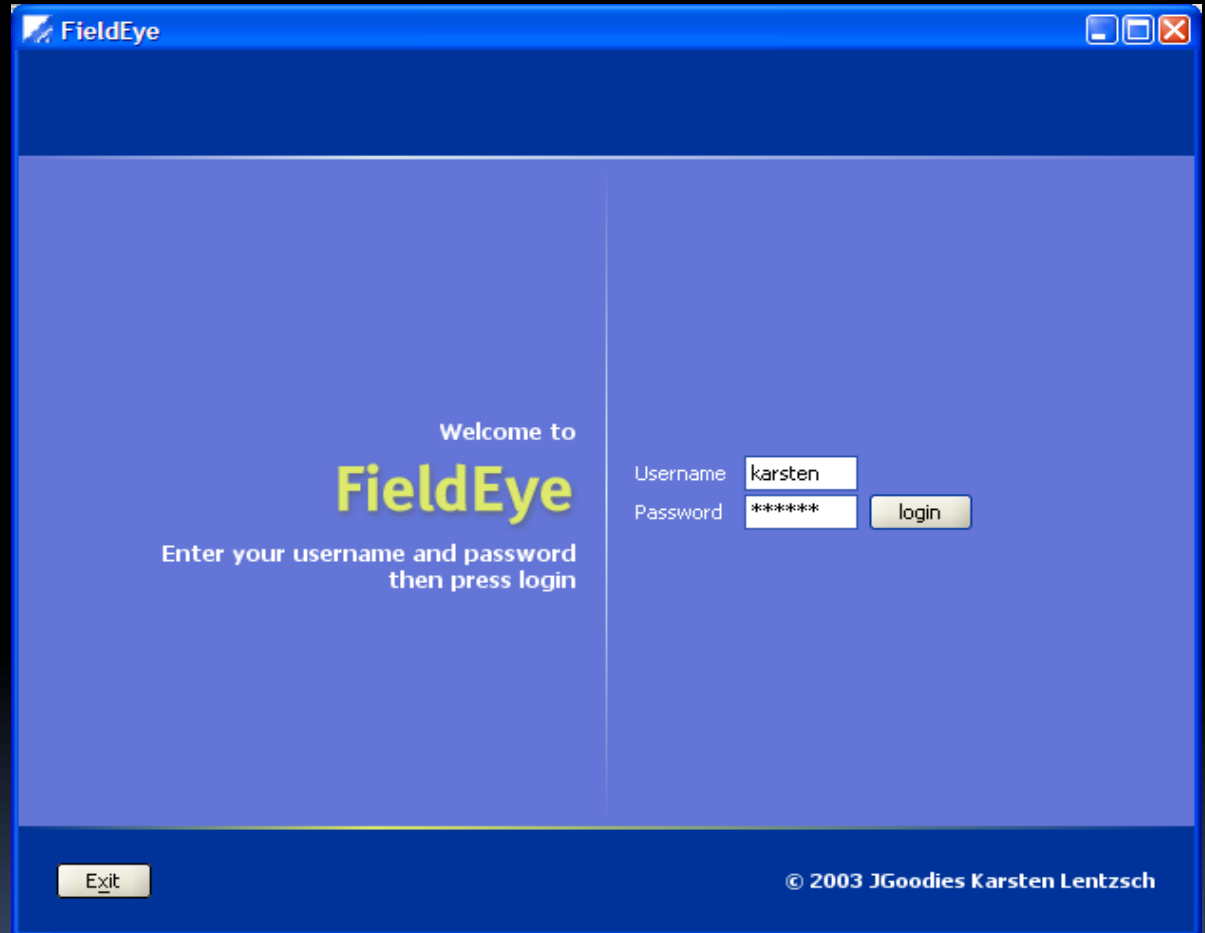 FieldEye
Welcome to
FieldEye
Enter your username and password
then press login
Username karsten
Password ******
login
Exit
© 2003 JGoodies Karsten Lentzsch